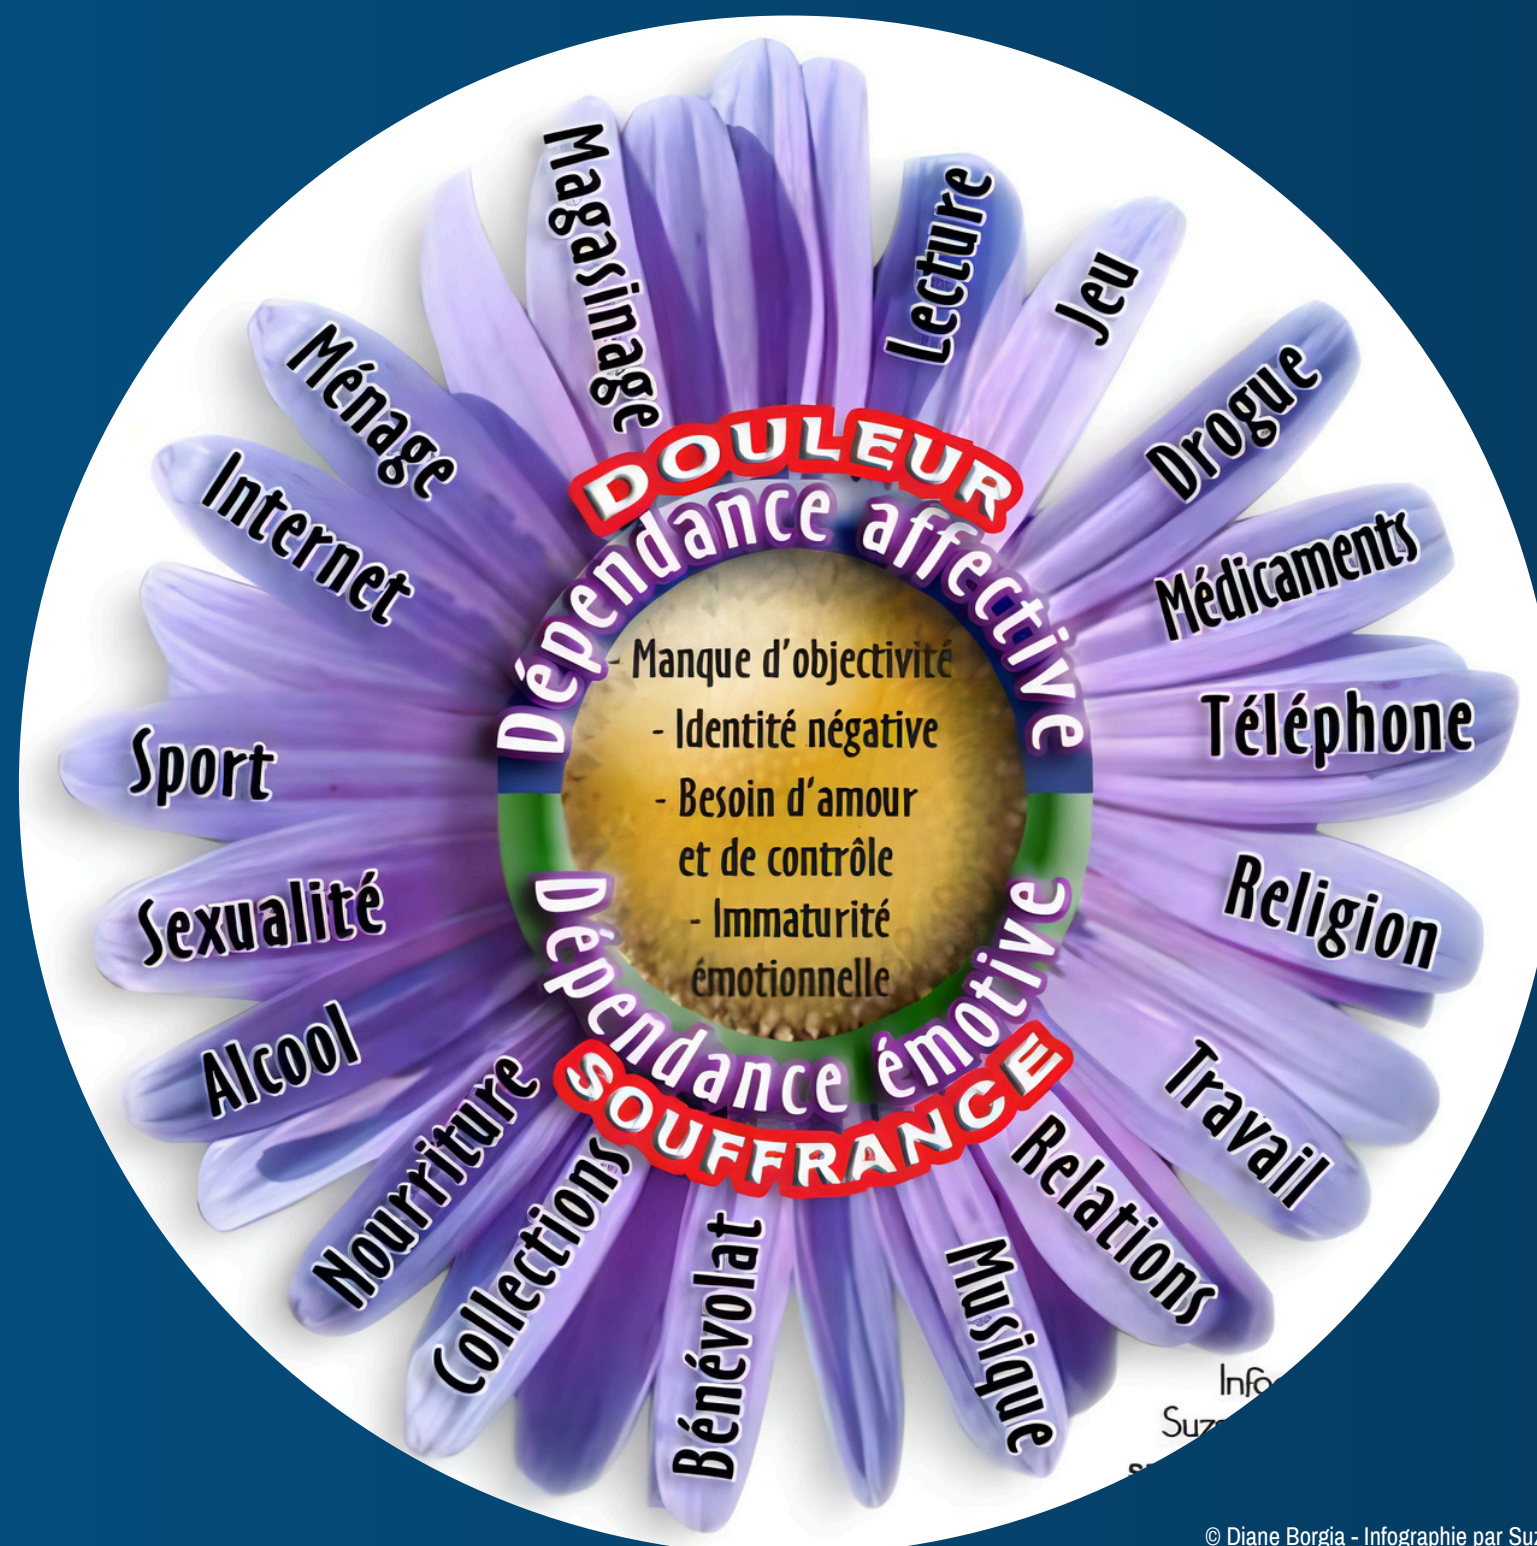 Magasinage
Lecture
Jeu
Drogue
Médicaments
Téléphone
Religion
Travail
Relations
Musique
Bénévolat
Collections
Nourriture
Alcool
Sexualité
Sport
Internet
Ménage
DOULEUR
Dépendance affective
- Manque d'objectivité
- Identité négative
- Besoin d'amour
et de contrôle
- Immaturité
émotionnelle
Dépendance émotive
SOUFFRANCE
© Diane Borgia - Infographie par